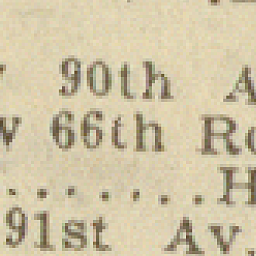 90th A
W 66th Ro
........H
91st Av.